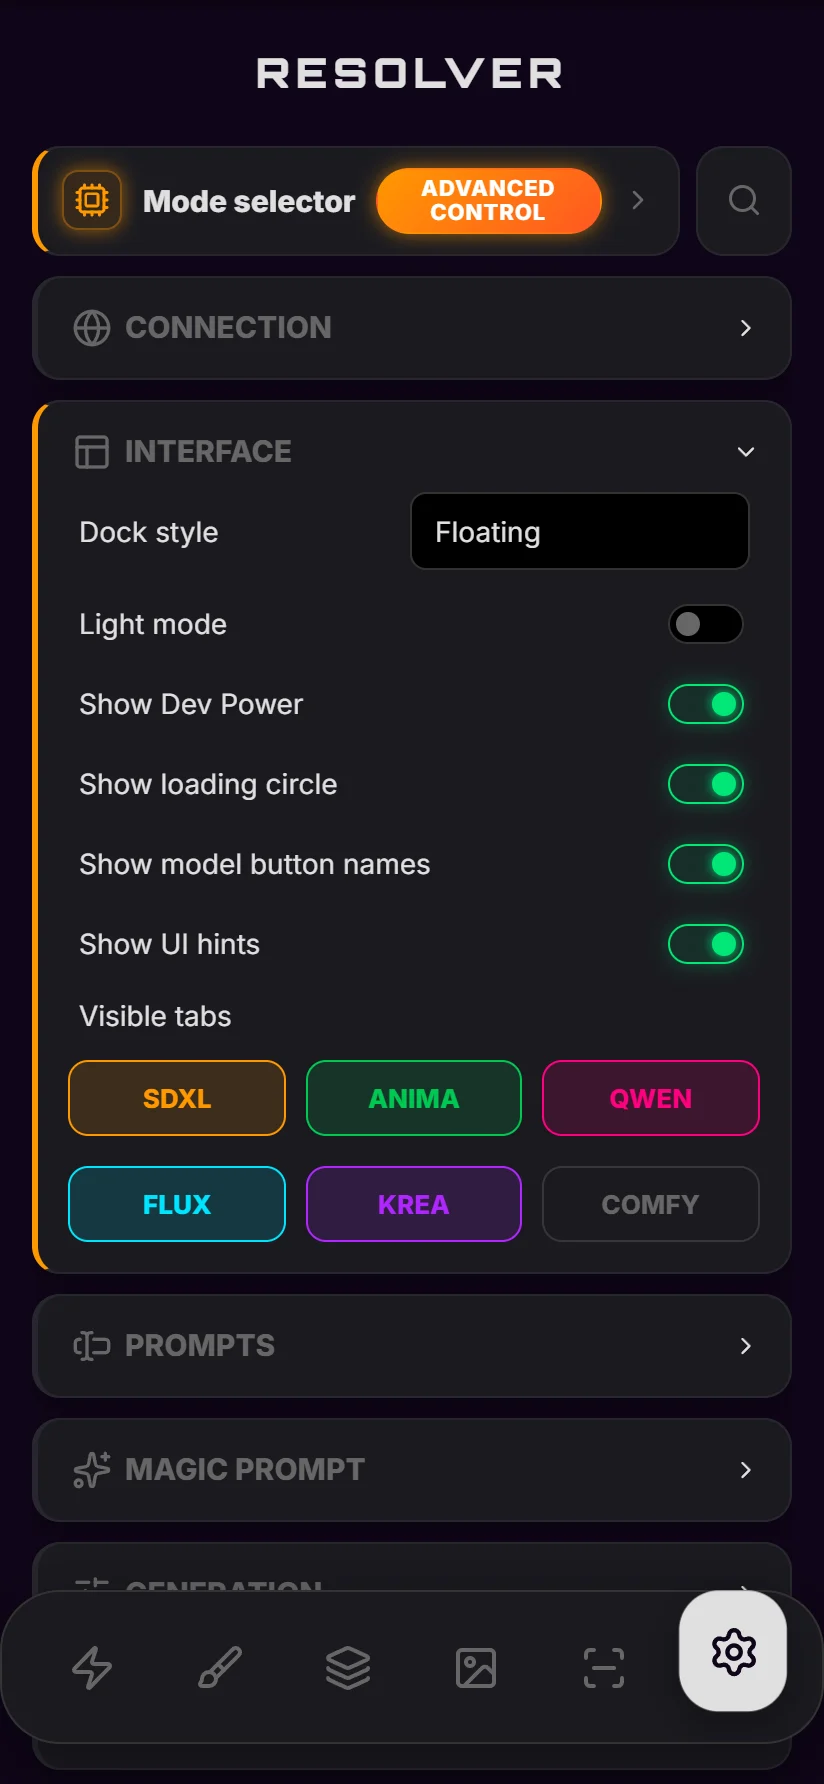 RESOLVER
Mode selector
ADVANCED
CONTROL
CONNECTION
INTERFACE
Dock style
Floating
Light mode
Show Dev Power
Show loading circle
Show model button names
Show UI hints
Visible tabs
SDXL
ANIMA
QWEN
FLUX
KREA
COMFY
PROMPTS
MAGIC PROMPT
GENERATION